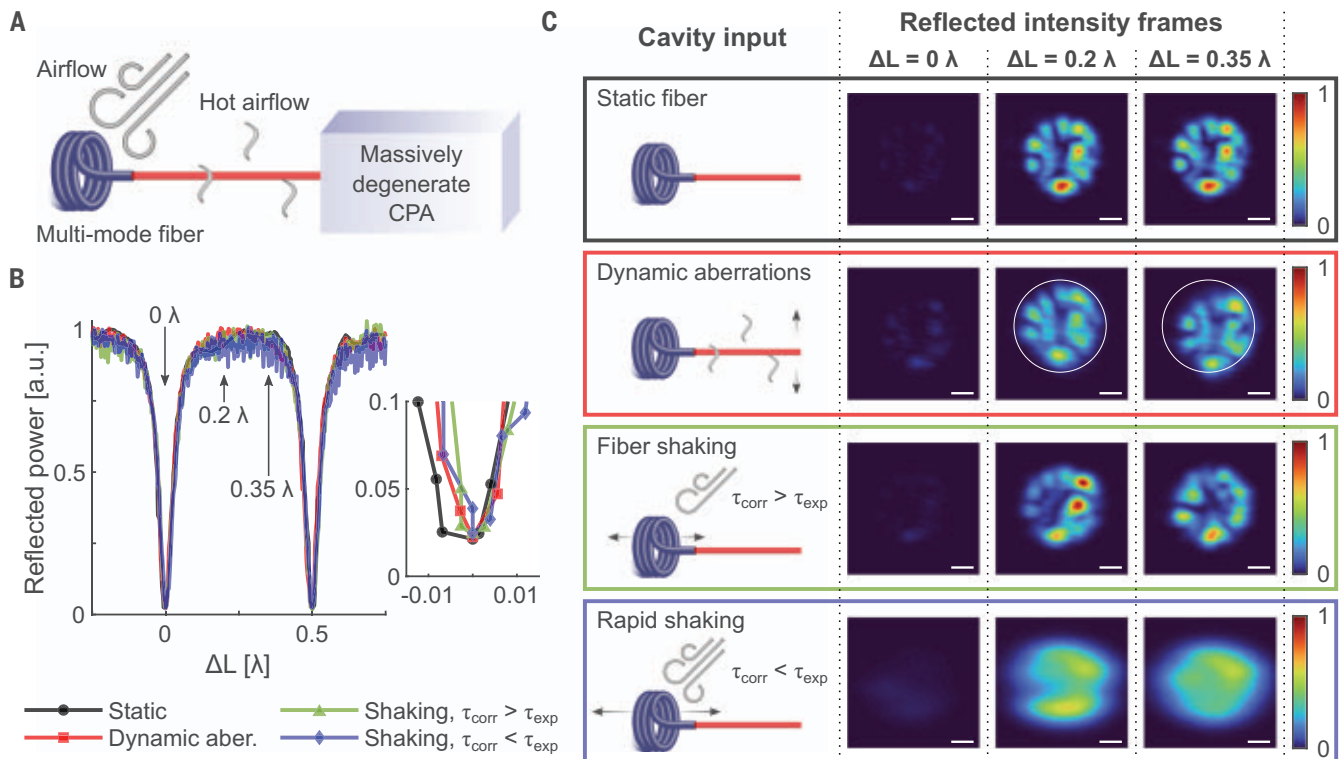 A
Airflow
Hot airflow
Massively
degenerate
CPA
Multi-mode fiber
B
Reflected power [a.u.]
1
0.5
0
0 λ
0.2 λ
0.35 λ
0 0.5
ΔL [λ]
0.1
0.05
0
-0.01 0.01
Static
Dynamic aber.
Shaking, τcorr > τexp
Shaking, τcorr < τexp
C
Cavity input
Reflected intensity frames
ΔL = 0 λ ΔL = 0.2 λ ΔL = 0.35 λ
Static fiber
1
0
Dynamic aberrations
1
0
Fiber shaking
τcorr > τexp
1
0
Rapid shaking
τcorr < τexp
1
0